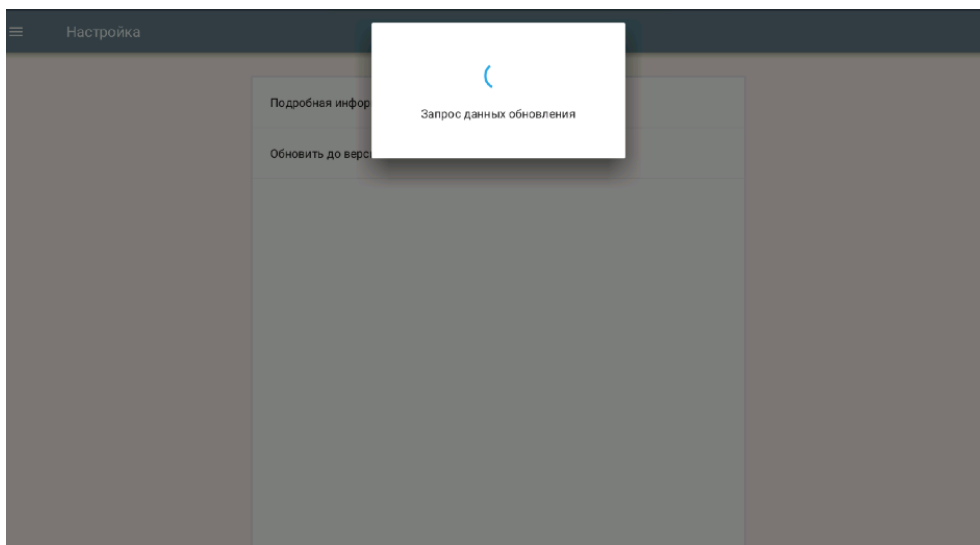 Настройка
Подробная инфор
Запрос данных обновления
Обновить до верс